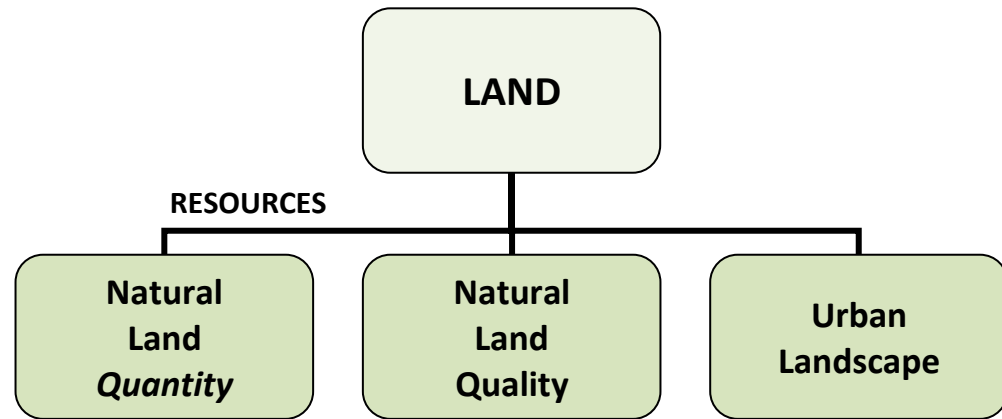 LAND
RESOURCES
Natural
Land
Quantity
Natural
Land
Quality
Urban
Landscape